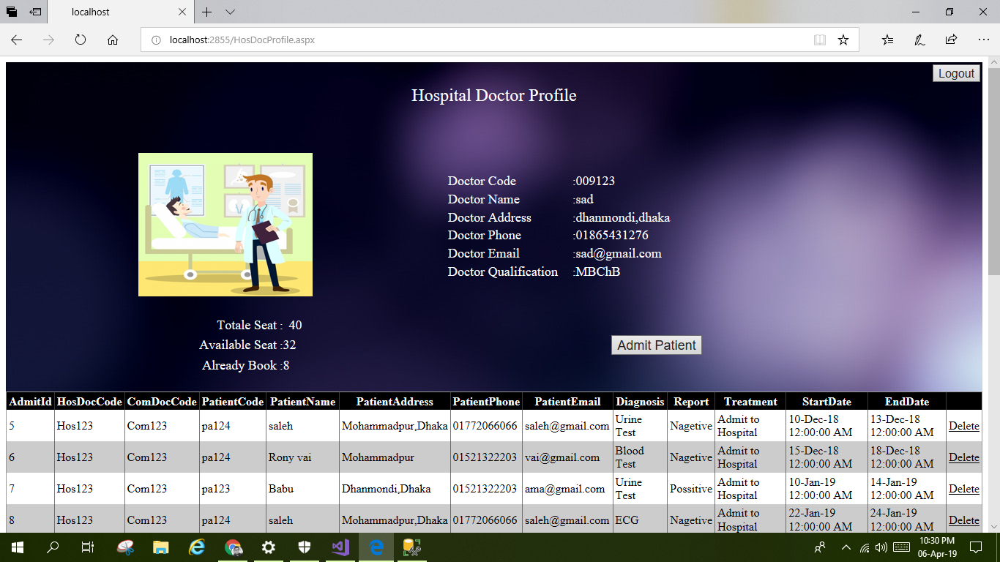 localhost
localhost:2855/HosDocProfile.aspx
Logout
Hospital Doctor Profile
Doctor Code :009123
Doctor Name :sad
Doctor Address :dhanmondi,dhaka
Doctor Phone :01865431276
Doctor Email :sad@gmail.com
Doctor Qualification :MBChB
Totale Seat : 40
Available Seat :32
Already Book :8
Admit Patient
AdmitId HosDocCode ComDocCode PatientCode PatientName PatientAddress PatientPhone PatientEmail Diagnosis Report Treatment StartDate EndDate
5 Hos123 Com123 pa124 saleh Mohammadpur,Dhaka 01772066066 saleh@gmail.com Urine Test Nagetive Admit to Hospital 10-Dec-18 12:00:00 AM 13-Dec-18 12:00:00 AM Delete
6 Hos123 Com123 pa124 Rony vai Mohammadpur 01521322203 vai@gmail.com Blood Test Nagetive Admit to Hospital 15-Dec-18 12:00:00 AM 18-Dec-18 12:00:00 AM Delete
7 Hos123 Com123 pa123 Babu Dhanmondi,Dhaka 01521322203 ama@gmail.com Urine Test Possitive Admit to Hospital 10-Jan-19 12:00:00 AM 14-Jan-19 12:00:00 AM Delete
8 Hos123 Com123 pa124 saleh Mohammadpur,Dhaka 01772066066 saleh@gmail.com ECG Nagetive Admit to Hospital 22-Jan-19 12:00:00 AM 24-Jan-19 12:00:00 AM Delete
10:30 PM
06-Apr-19